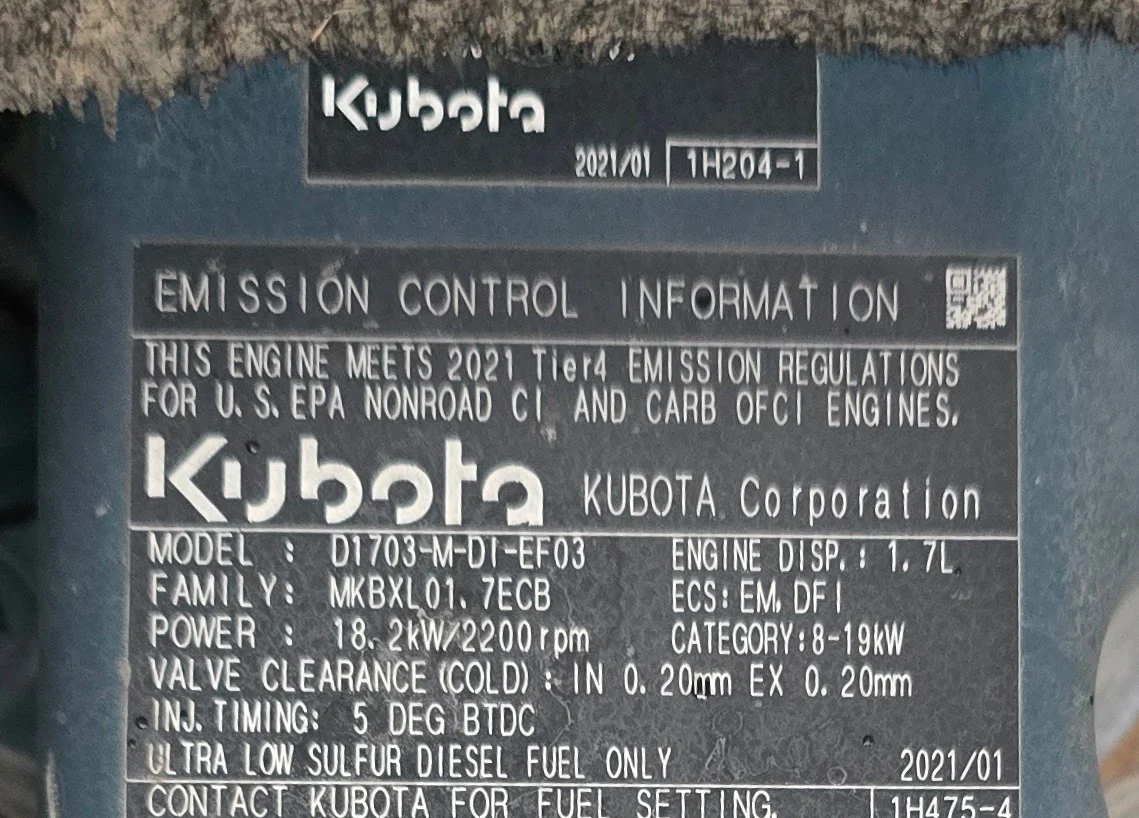 Kubota
2021/01 1H204-1
EMISSION CONTROL INFORMATION
THIS ENGINE MEETS 2021 Tier4 EMISSION REGULATIONS
FOR U.S.EPA NONROAD CI AND CARB OFCI ENGINES.
Kubota KUBOTA Corporation
MODEL : D1703-M-DI-EF03 ENGINE DISP.: 1.7L
FAMILY: MKBXL01.7ECB ECS: EM, DFI
POWER : 18.2kW/2200rpm CATEGORY:8-19kW
VALVE CLEARANCE (COLD) : IN 0.20mm EX 0.20mm
INJ.TIMING: 5 DEG BTDC
ULTRA LOW SULFUR DIESEL FUEL ONLY 2021/01
CONTACT KUBOTA FOR FUEL SETTING. 1H475-4